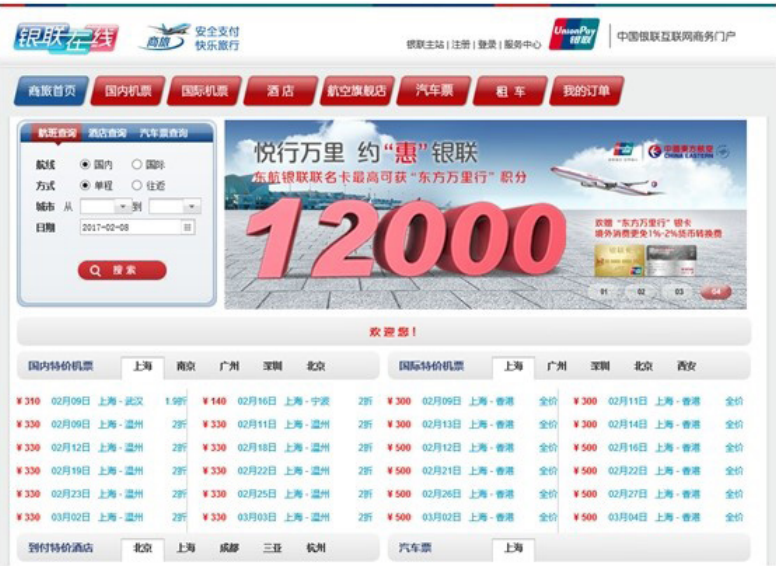 银联在线 商旅 安全支付
快乐旅行
银联主站 | 注册 | 登录 | 服务中心 UnionPay 银联 中国银联互联网商务门户
商旅首页 国内机票 国际机票 酒店 航空旗舰店 汽车票 租车 我的订单
航班查询 酒店查询 汽车票查询
航线 国内 国际
方式 单程 往返
城市 从 到
日期 2017-02-08
搜索
悦行万里 约“惠”银联
东航银联联名卡最高可获“东方万里行”积分
12000
中國東方航空
CHINA EASTERN
欢赠“东方万里行”银卡
境外消费更免1%-2%货币转换费
01 02 03 04
欢迎您！
国内特价机票 上海 南京 广州 深圳 北京
¥310 02月09日 上海 - 武汉 1.9折 ¥140 02月16日 上海 - 宁波 2折
¥330 02月09日 上海 - 温州 2折 ¥330 02月11日 上海 - 温州 2折
¥330 02月12日 上海 - 温州 2折 ¥330 02月18日 上海 - 温州 2折
¥330 02月19日 上海 - 温州 2折 ¥330 02月22日 上海 - 温州 2折
¥330 02月23日 上海 - 温州 2折 ¥330 02月25日 上海 - 温州 2折
¥330 03月02日 上海 - 温州 2折 ¥330 03月03日 上海 - 温州 2折
国际特价机票 上海 广州 深圳 北京 西安
¥300 02月09日 上海 - 香港 全价 ¥300 02月11日 上海 - 香港 全价
¥300 02月13日 上海 - 香港 全价 ¥300 02月14日 上海 - 香港 全价
¥500 02月12日 上海 - 香港 全价 ¥500 02月16日 上海 - 香港 全价
¥500 02月21日 上海 - 香港 全价 ¥500 02月22日 上海 - 香港 全价
¥500 02月26日 上海 - 香港 全价 ¥500 02月27日 上海 - 香港 全价
¥500 03月02日 上海 - 香港 全价 ¥500 03月04日 上海 - 香港 全价
到付特价酒店 北京 上海 成都 三亚 杭州
汽车票 上海